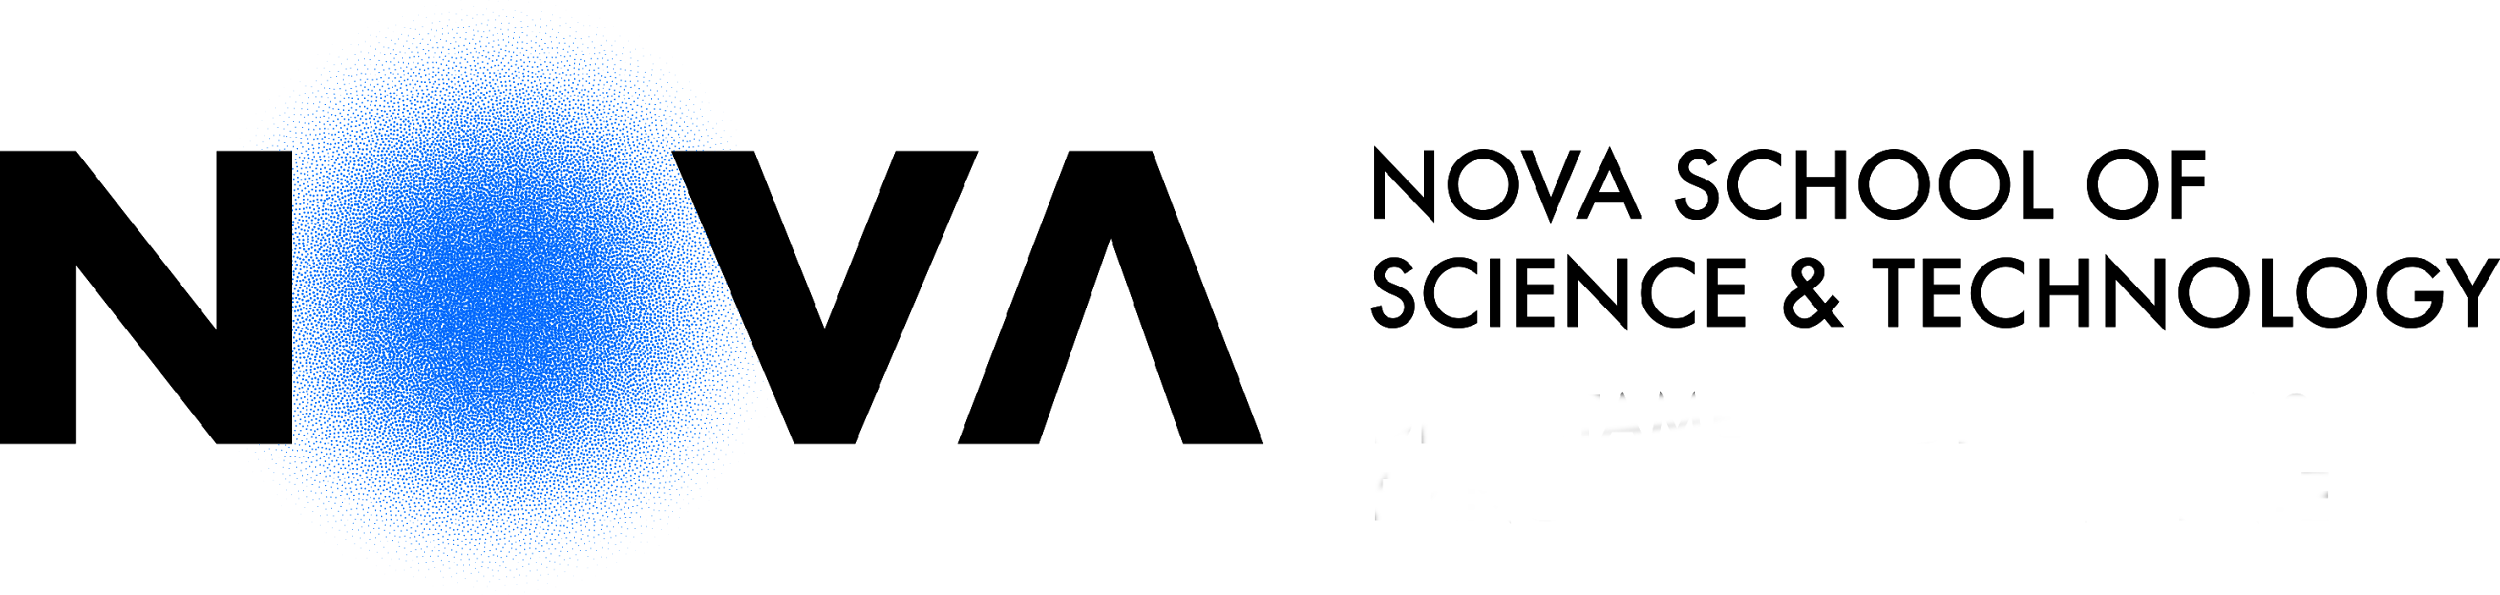 NOVA
NOVA SCHOOL OF
SCIENCE & TECHNOLOGY